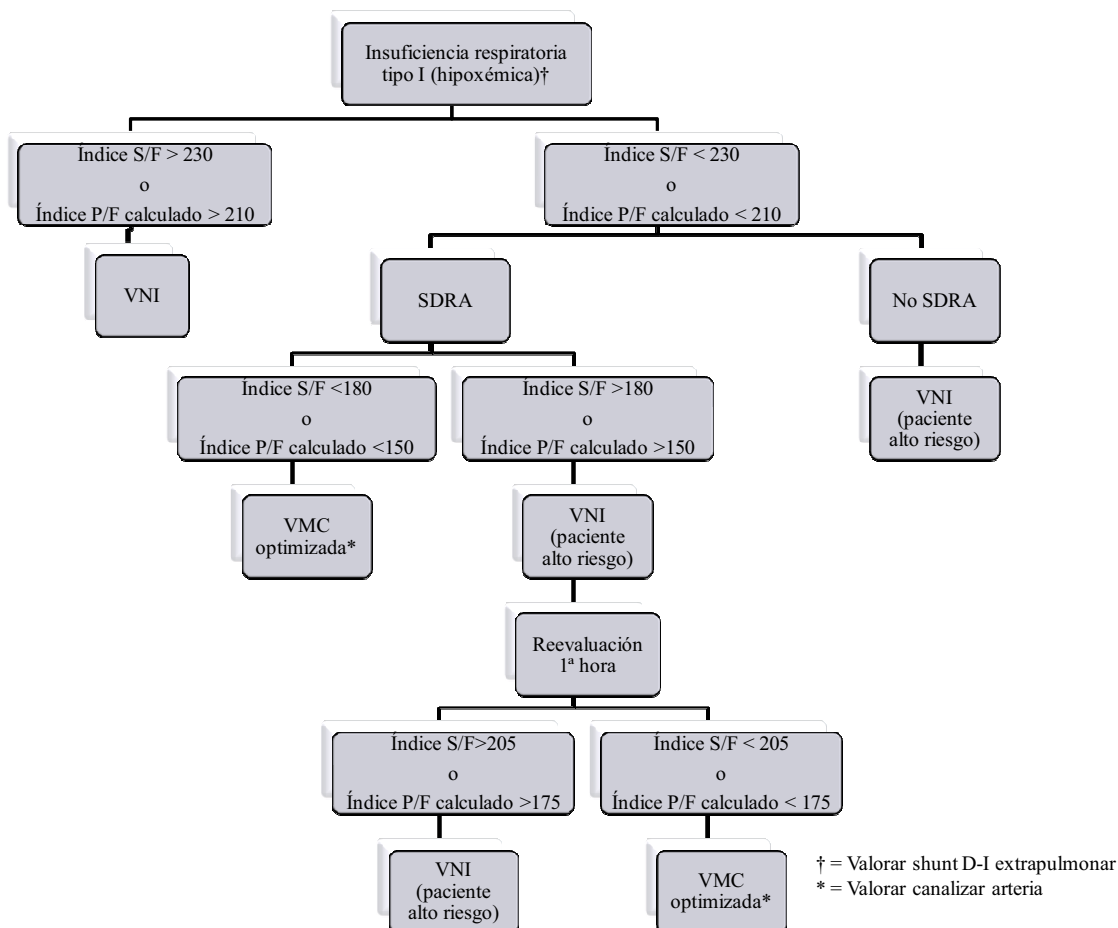 Insuficiencia respiratoria
tipo I (hipoxémica)†
Índice S/F > 230
o
Índice P/F calculado > 210
Índice S/F < 230
o
Índice P/F calculado < 210
VNI
SDRA
No SDRA
Índice S/F <180
o
Índice P/F calculado <150
Índice S/F >180
o
Índice P/F calculado >150
VNI
(paciente
alto riesgo)
VMC
optimizada*
VNI
(paciente
alto riesgo)
Reevaluación
1ª hora
Índice S/F>205
o
Índice P/F calculado >175
Índice S/F < 205
o
Índice P/F calculado < 175
VNI
(paciente
alto riesgo)
VMC
optimizada*
† = Valorar shunt D-I extrapulmonar
* = Valorar canalizar arteria